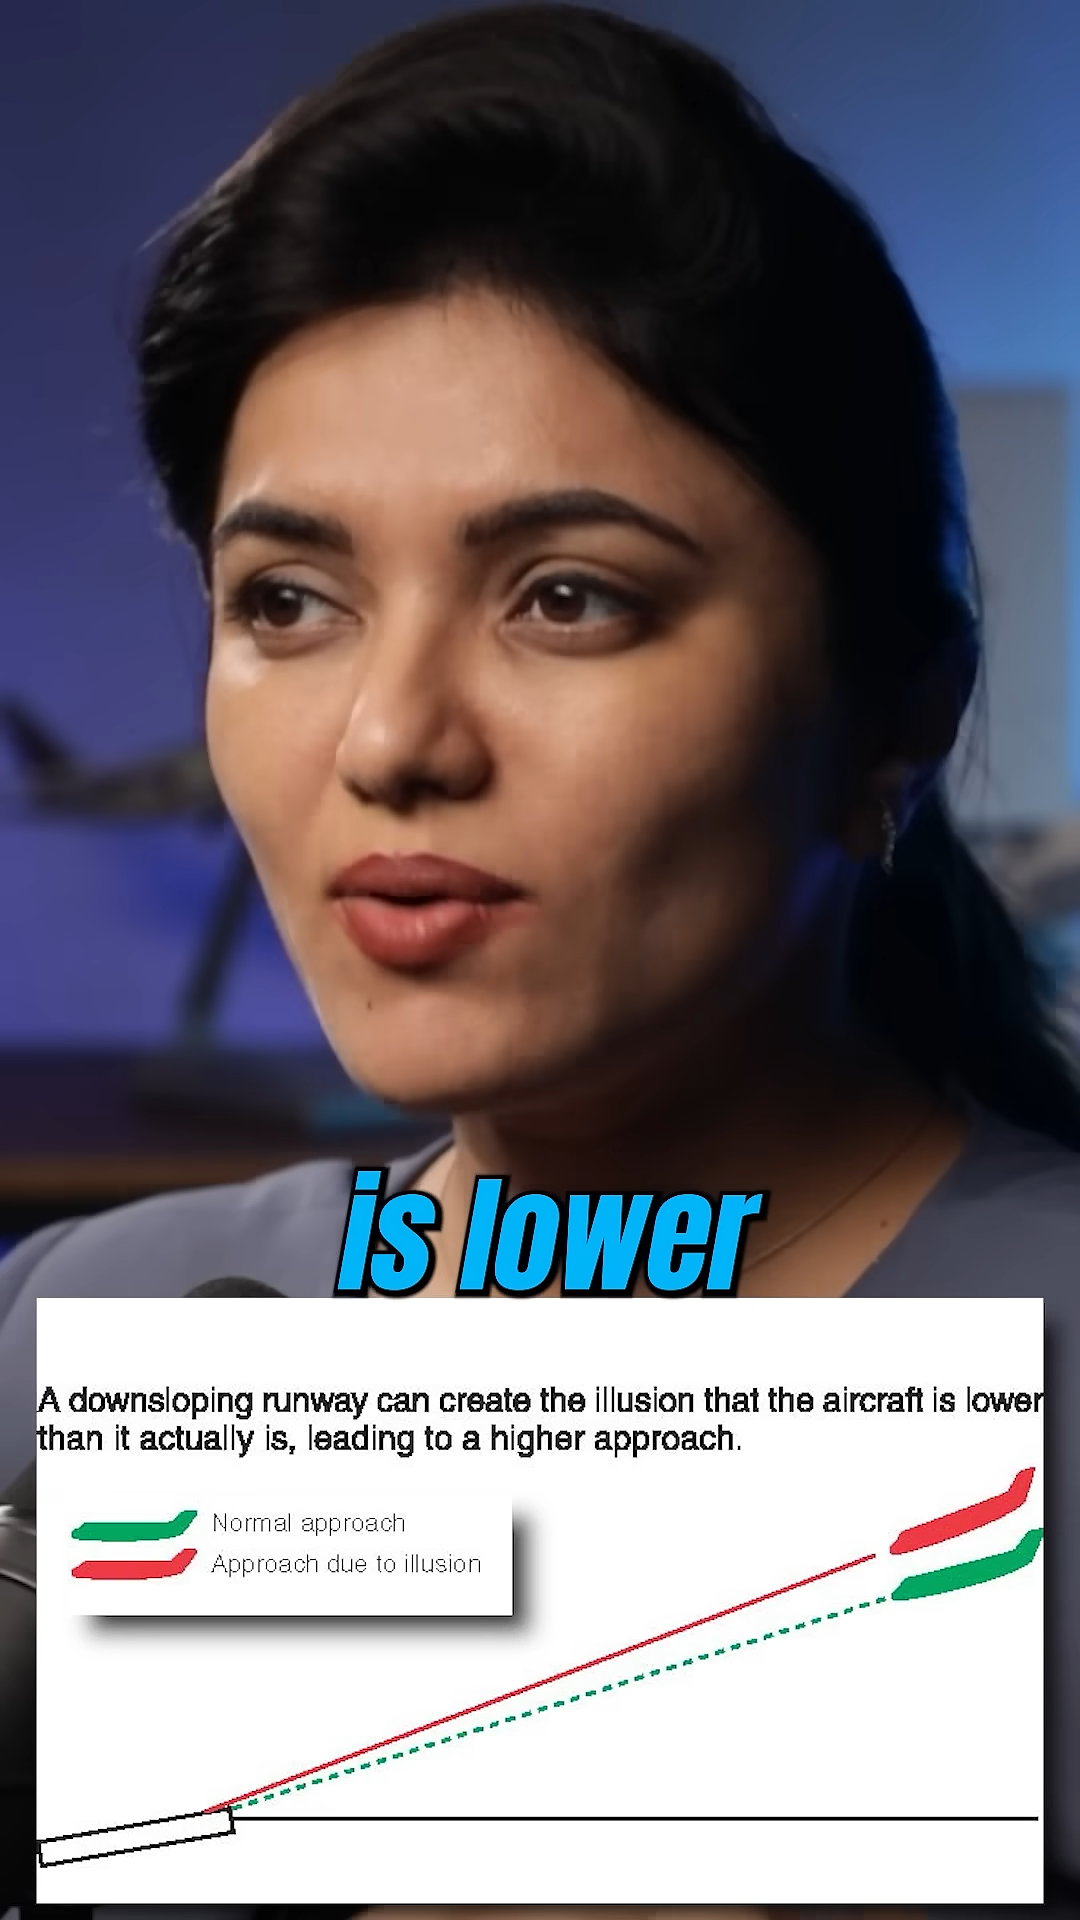 is lower
A downsloping runway can create the illusion that the aircraft is lower
than it actually is, leading to a higher approach.
Normal approach
Approach due to illusion